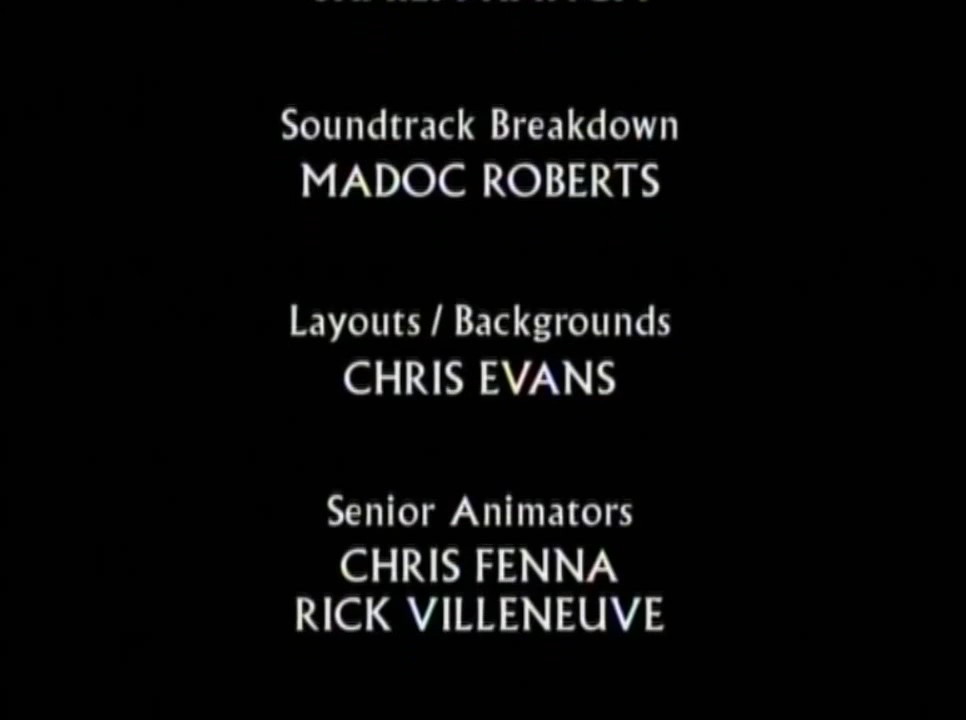 Soundtrack Breakdown
MADOC ROBERTS
Layouts / Backgrounds
CHRIS EVANS
Senior Animators
CHRIS FENNA
RICK VILLENEUVE